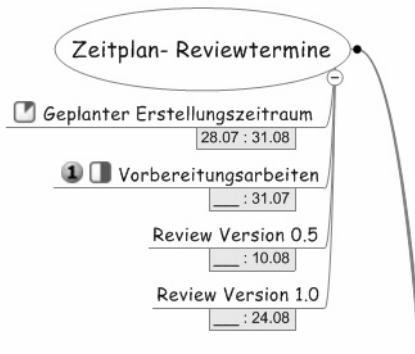 Zeitplan- Reviewtermine
Geplanter Erstellungszeitraum
28.07 : 31.08
1 Vorbereitungsarbeiten
___ : 31.07
Review Version 0.5
___ : 10.08
Review Version 1.0
___ : 24.08